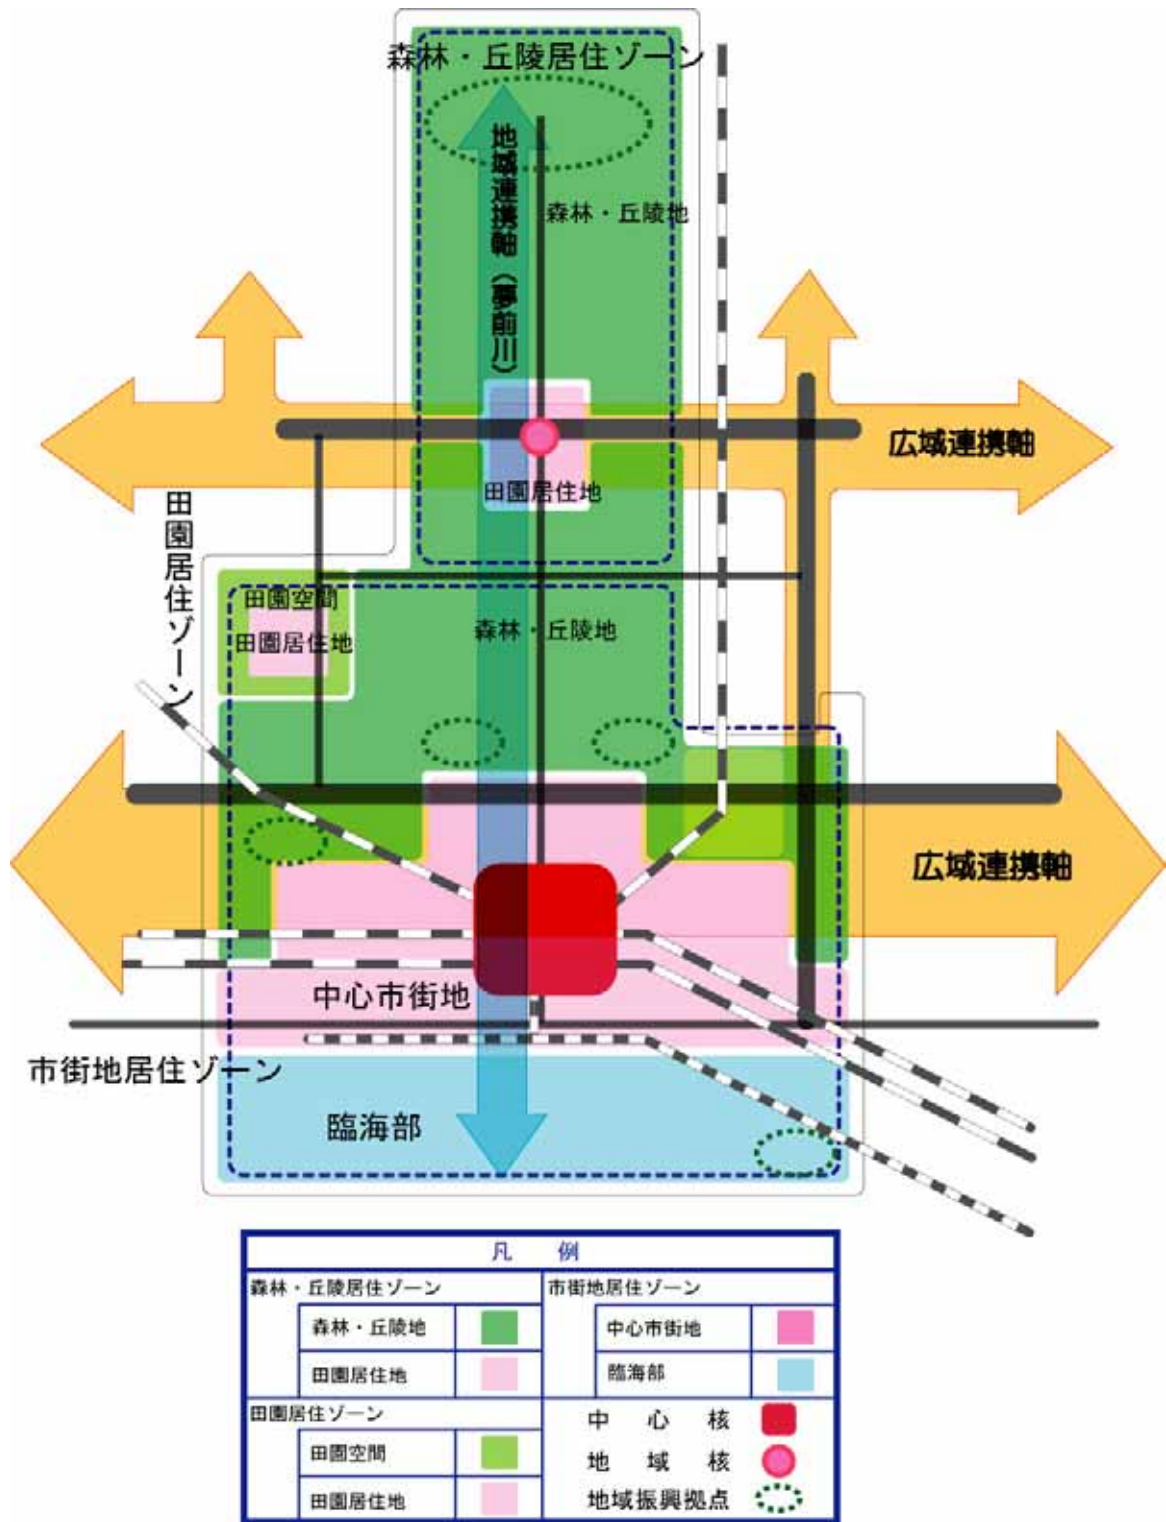 森林・丘陵居住ゾーン
地域連携軸（夢前川）
森林・丘陵地
広域連携軸
田園居住地
田園居住ゾーン
田園空間
田園居住地
森林・丘陵地
広域連携軸
中心市街地
市街地居住ゾーン
臨海部
凡 例
森林・丘陵居住ゾーン
森林・丘陵地
田園居住地
田園居住ゾーン
田園空間
田園居住地
市街地居住ゾーン
中心市街地
臨海部
中 心 核
地 域 核
地域振興拠点